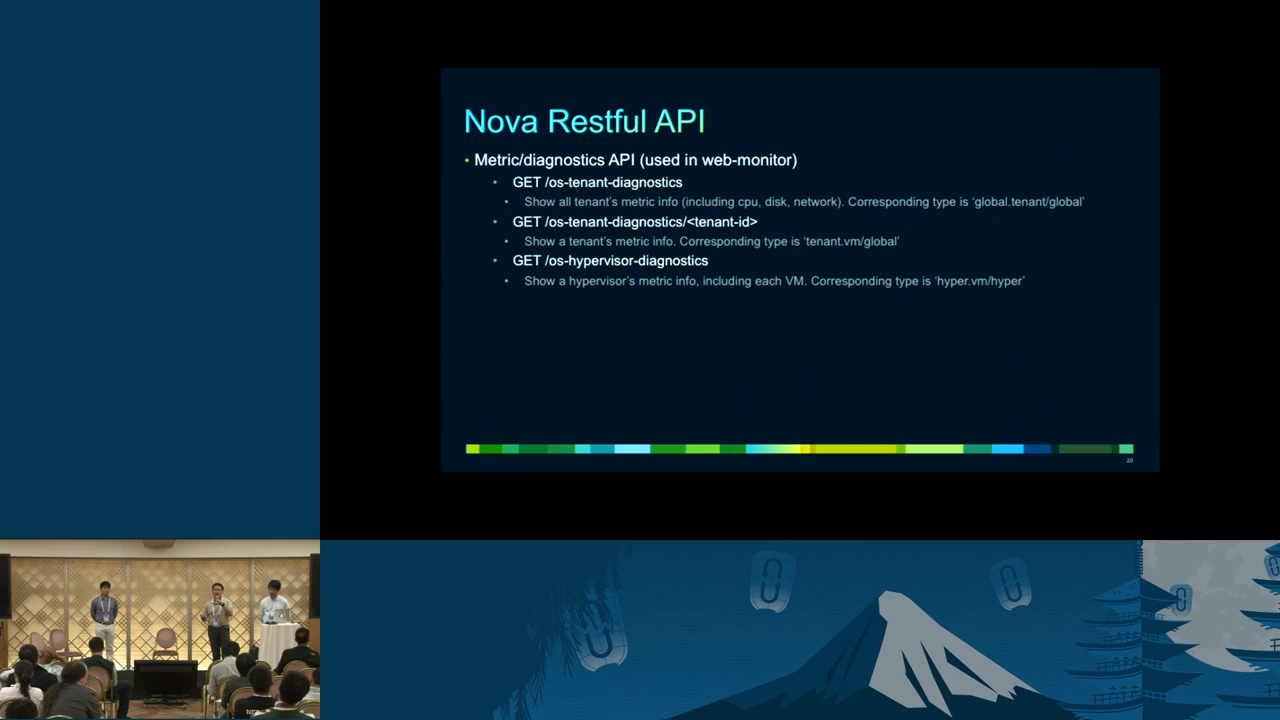 Nova Restful API
• Metric/diagnostics API (used in web-monitor)
• GET /os-tenant-diagnostics
• Show all tenant's metric info (including cpu, disk, network). Corresponding type is 'global.tenant/global'
• GET /os-tenant-diagnostics/<tenant-id>
• Show a tenant's metric info. Corresponding type is 'tenant.vm/global'
• GET /os-hypervisor-diagnostics
• Show a hypervisor's metric info, including each VM. Corresponding type is 'hyper.vm/hyper'
20